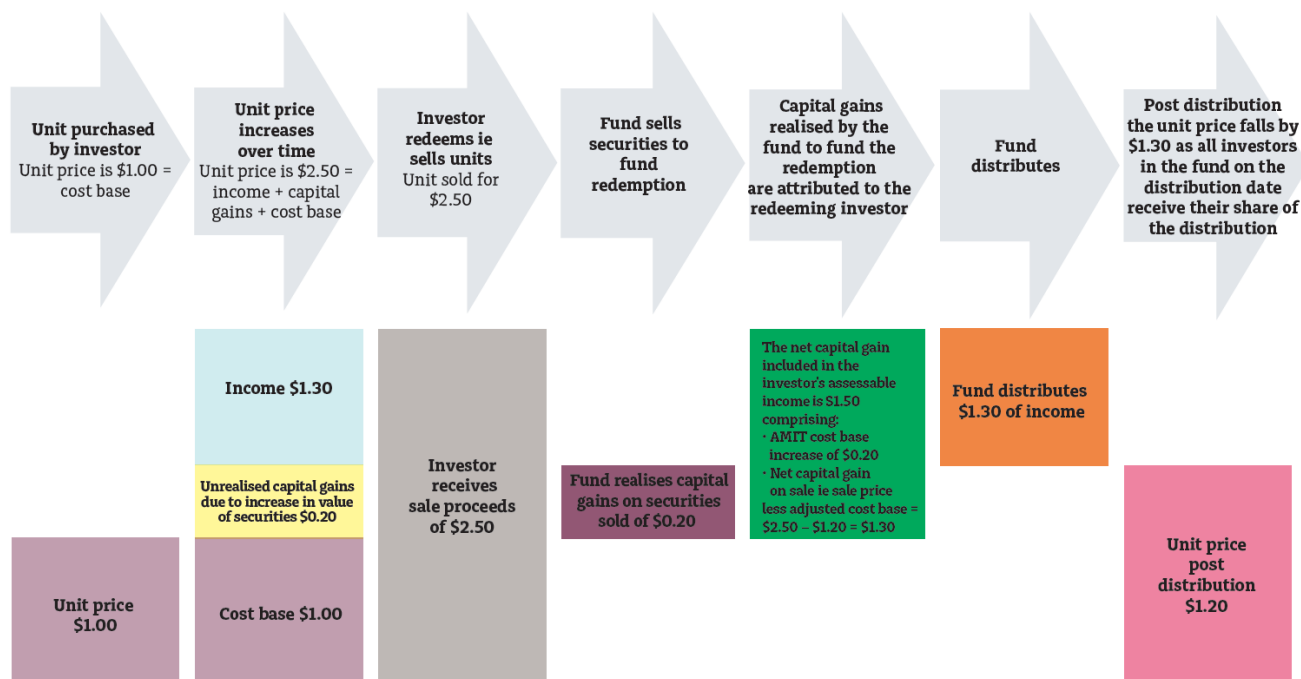 Unit purchased
by investor
Unit price is $1.00 =
cost base
Unit price
increases
over time
Unit price is $2.50 =
income + capital
gains + cost base
Investor
redeems ie
sells units
Unit sold for
$2.50
Fund sells
securities to
fund
redemption
Capital gains
realised by the
fund to fund the
redemption
are attributed to the
redeeming investor
Fund
distributes
Post distribution
the unit price falls by
$1.30 as all investors
in the fund on the
distribution date
receive their share of
the distribution
Unit price
$1.00
Income $1.30
Unrealised capital gains
due to increase in value
of securities $0.20
Cost base $1.00
Investor
receives
sale proceeds
of $2.50
Fund realises capital
gains on securities
sold of $0.20
The net capital gain
included in the
investor's assessable
income is $1.50
comprising:
· AMIT cost base
increase of $0.20
· Net capital gain
on sale ie sale price
less adjusted cost base =
$2.50 – $1.20 = $1.30
Fund distributes
$1.30 of income
Unit price
post
distribution
$1.20